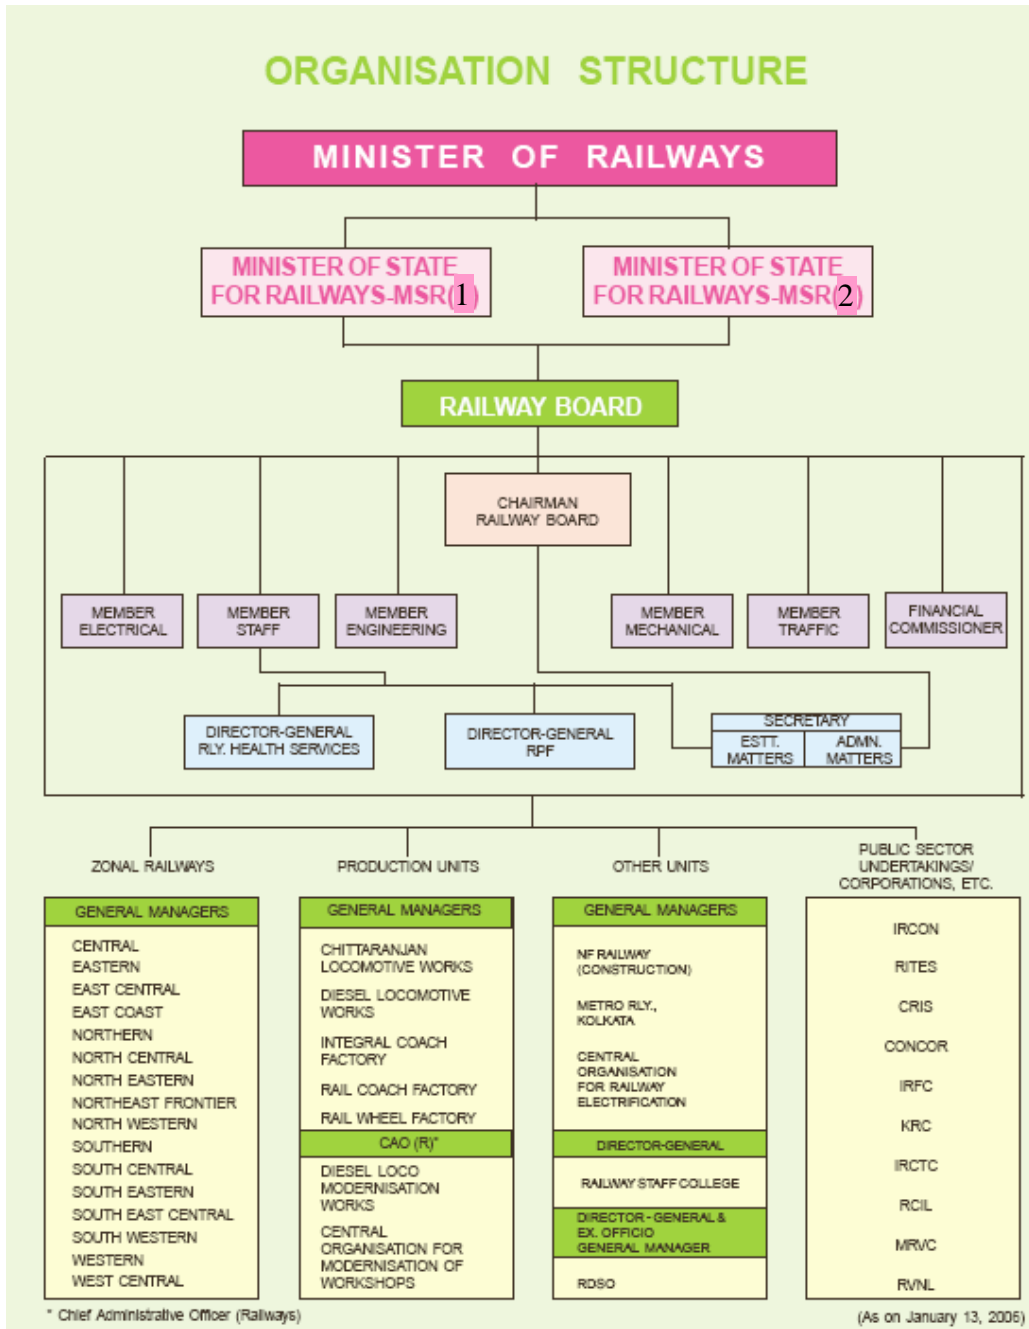 ORGANISATION STRUCTURE
MINISTER OF RAILWAYS
MINISTER OF STATE
FOR RAILWAYS-MSR(1)
MINISTER OF STATE
FOR RAILWAYS-MSR(2)
RAILWAY BOARD
CHAIRMAN
RAILWAY BOARD
MEMBER
ELECTRICAL
MEMBER
STAFF
MEMBER
ENGINEERING
MEMBER
MECHANICAL
MEMBER
TRAFFIC
FINANCIAL
COMMISSIONER
DIRECTOR-GENERAL
RLY. HEALTH SERVICES
DIRECTOR-GENERAL
RPF
SECRETARY
ESTT.
MATTERS
ADMN.
MATTERS
ZONAL RAILWAYS
GENERAL MANAGERS
CENTRAL
EASTERN
EAST CENTRAL
EAST COAST
NORTHERN
NORTH CENTRAL
NORTH EASTERN
NORTHEAST FRONTIER
NORTH WESTERN
SOUTHERN
SOUTH CENTRAL
SOUTH EASTERN
SOUTH EAST CENTRAL
SOUTH WESTERN
WESTERN
WEST CENTRAL
PRODUCTION UNITS
GENERAL MANAGERS
CHITTARANJAN
LOCOMOTIVE WORKS
DIESEL LOCOMOTIVE
WORKS
INTEGRAL COACH
FACTORY
RAIL COACH FACTORY
RAIL WHEEL FACTORY
CAO (R)*
DIESEL LOCO
MODERNISATION
WORKS
CENTRAL
ORGANISATION FOR
MODERNISATION OF
WORKSHOPS
OTHER UNITS
GENERAL MANAGERS
NF RAILWAY
(CONSTRUCTION)
METRO RLY.,
KOLKATA
CENTRAL
ORGANISATION
FOR RAILWAY
ELECTRIFICATION
DIRECTOR-GENERAL
RAILWAY STAFF COLLEGE
DIRECTOR - GENERAL &
EX. OFFICIO
GENERAL MANAGER
RDSO
PUBLIC SECTOR
UNDERTAKINGS/
CORPORATIONS, ETC.
IRCON
RITES
CRIS
CONCOR
IRFC
KRC
IRCTC
RCIL
MRVC
RVNL
* Chief Administrative Officer (Railways)
(As on January 13, 2006)